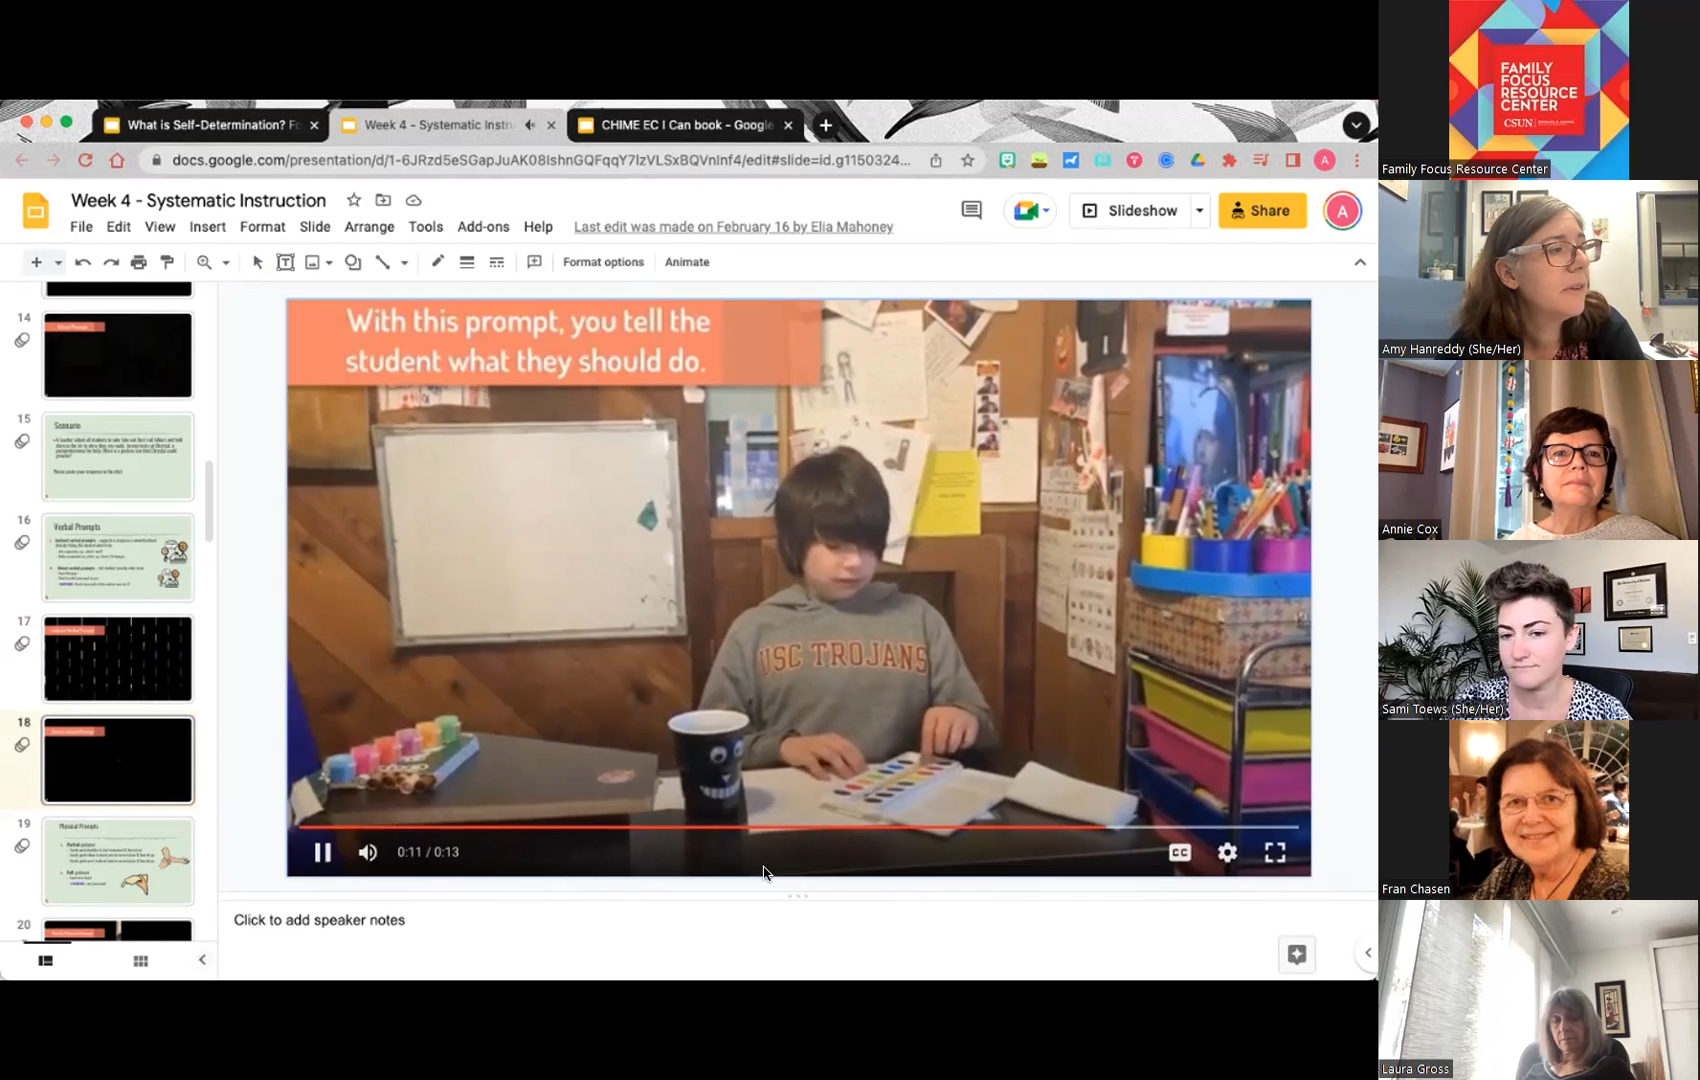 What is Self-Determination? Fo
Week 4 - Systematic Instru
CHIME EC I Can book - Google
docs.google.com/presentation/d/1-6JRzd5eSGapJuAK08IshnGQFqqY7IzVLSxBQVnlnf4/edit#slide=id.g1150324...
A
Week 4 - Systematic Instruction
File Edit View Insert Format Slide Arrange Tools Add-ons Help Last edit was made on February 16 by Elia Mahoney
Slideshow
Share
A
Format options
Animate
14
15
Scenario
16
Verbal Prompts
17
18
19
Physical Prompts
20
With this prompt, you tell the
student what they should do.
USC TROJANS
0:11 / 0:13
CC
Click to add speaker notes
FAMILY
FOCUS
RESOURCE
CENTER
CSUN
Family Focus Resource Center
Amy Hanreddy (She/Her)
Annie Cox
Sami Toews (She/Her)
Fran Chasen
Laura Gross